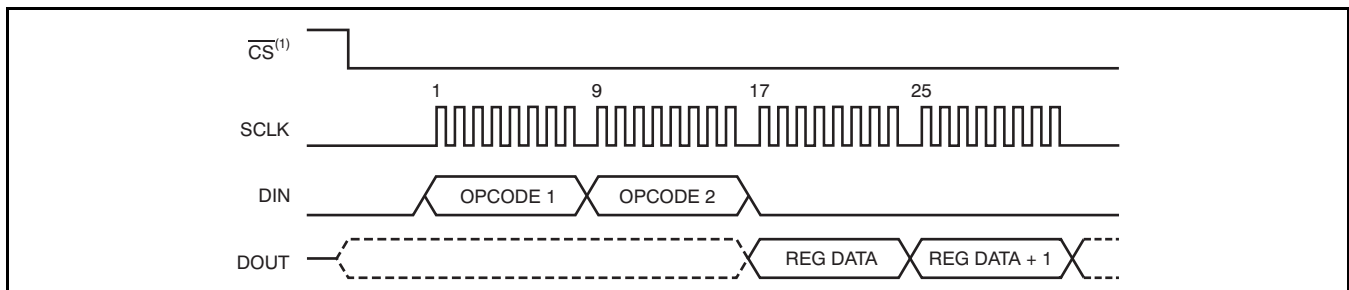 CS(1)
1 9 17 25
SCLK
DIN OPCODE 1 OPCODE 2
DOUT REG DATA REG DATA + 1